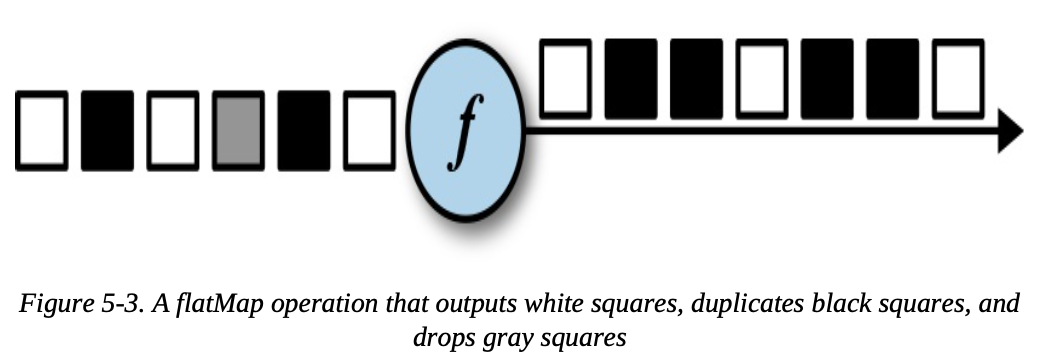 f
Figure 5-3. A flatMap operation that outputs white squares, duplicates black squares, and
drops gray squares